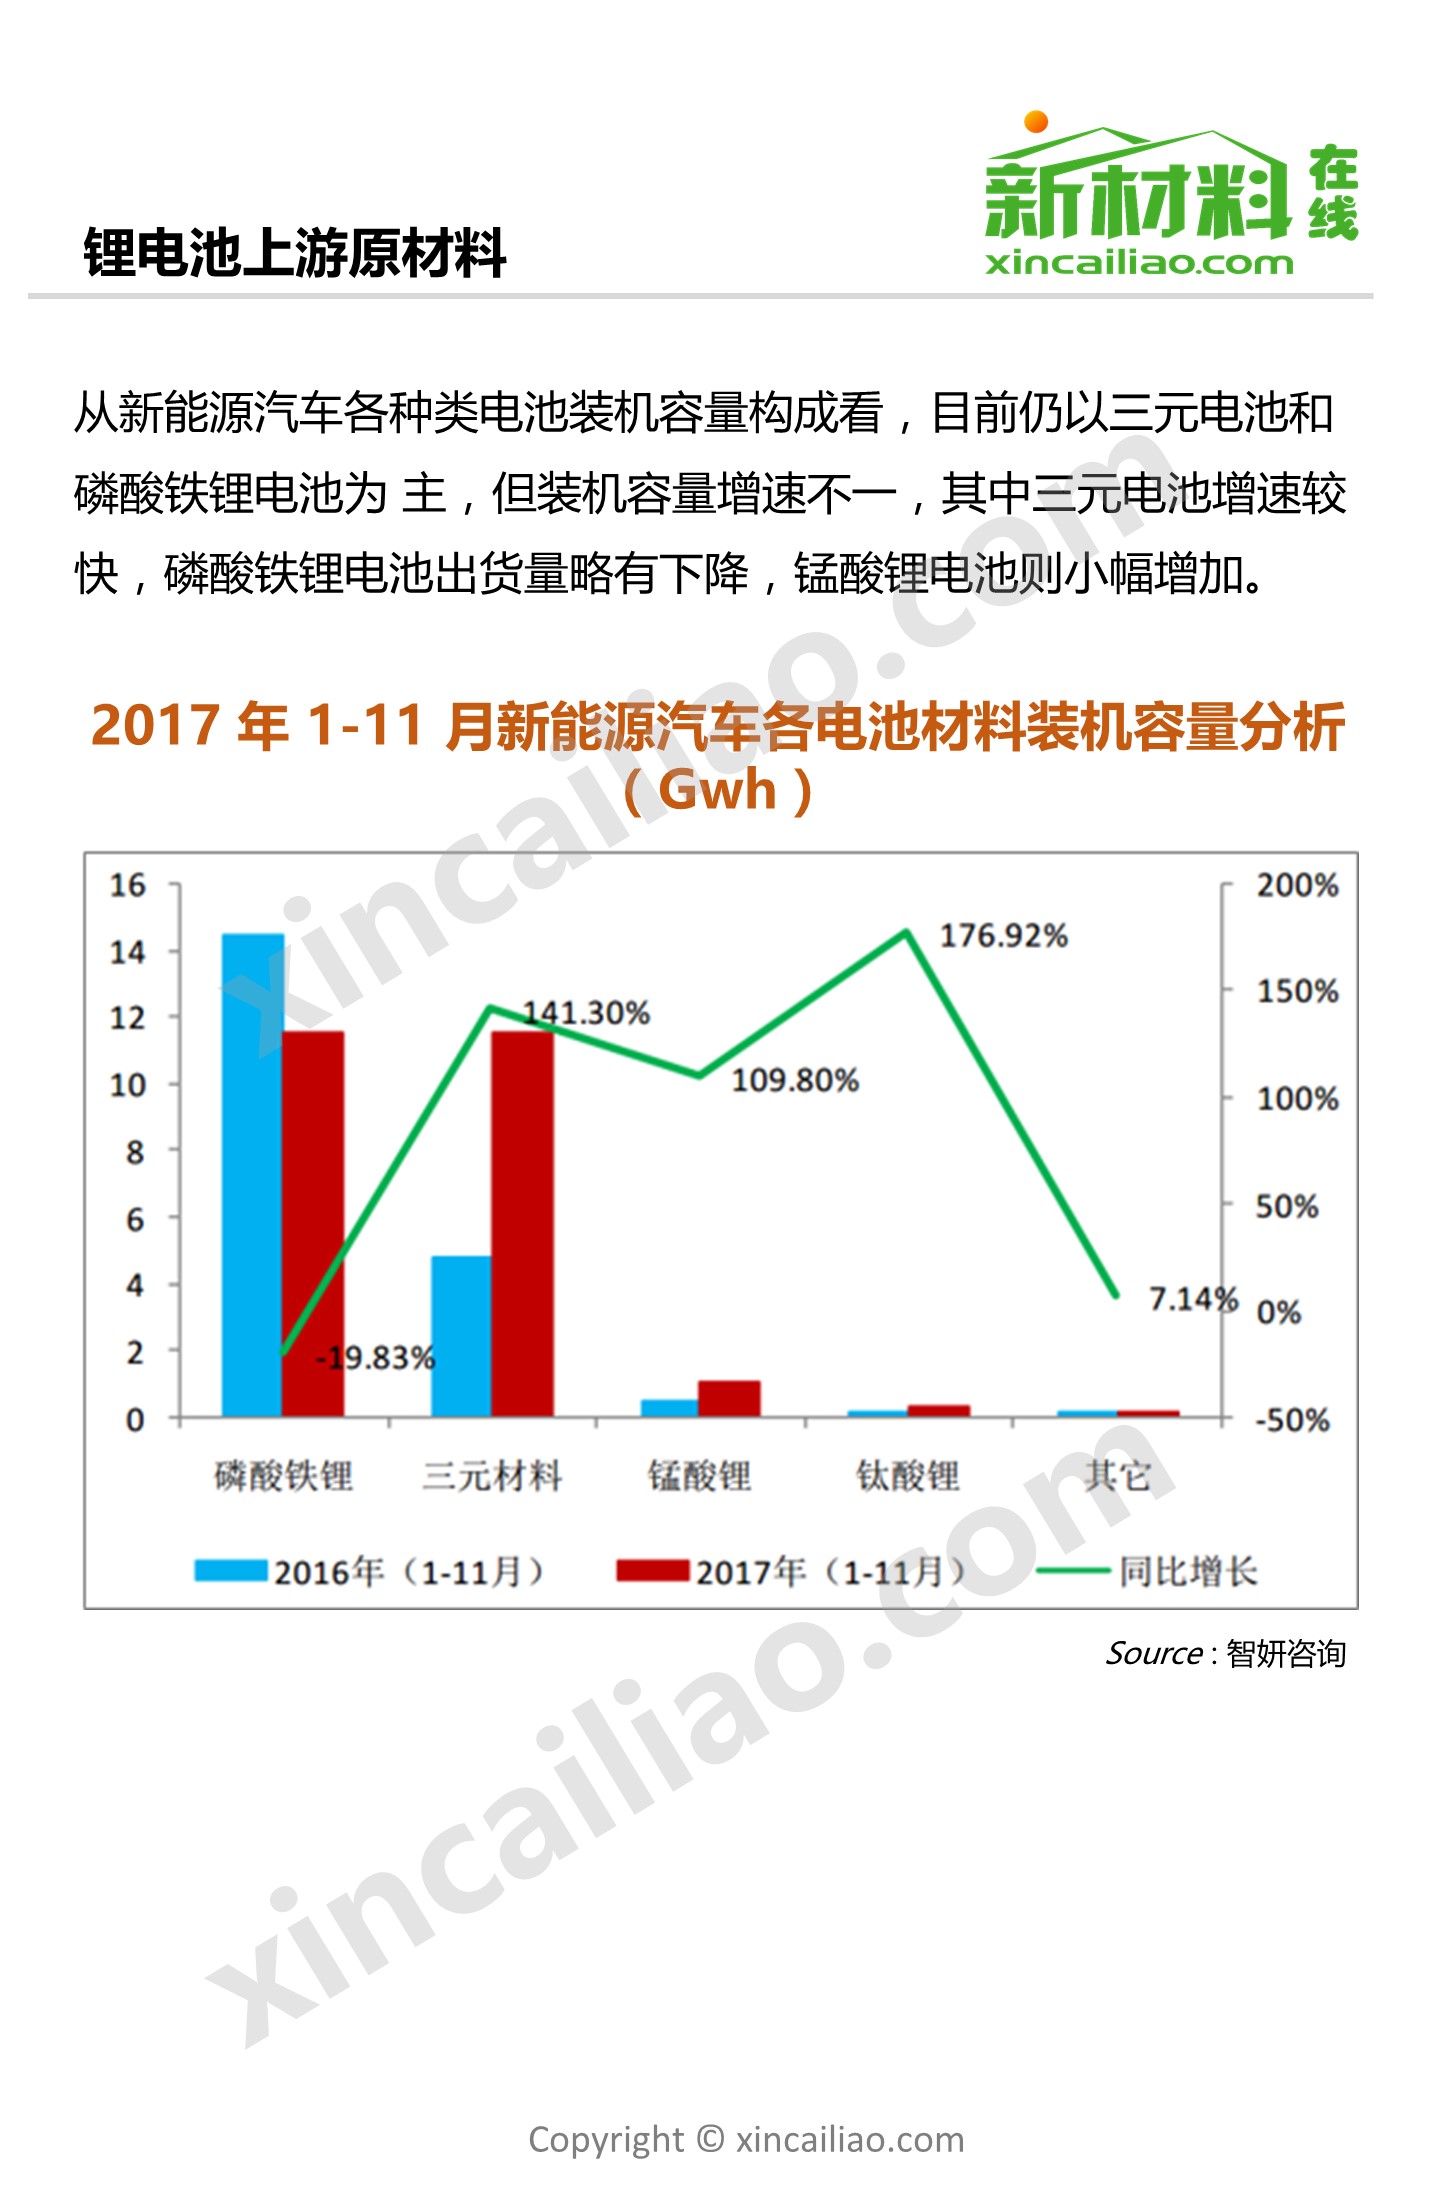 新材料在线
xincailiao.com
锂电池上游原材料
从新能源汽车各种类电池装机容量构成看，目前仍以三元电池和
磷酸铁锂电池为 主，但装机容量增速不一，其中三元电池增速较
快，磷酸铁锂电池出货量略有下降，锰酸锂电池则小幅增加。
2017 年 1-11 月新能源汽车各电池材料装机容量分析
（Gwh）
16
14
12
10
8
6
4
2
0
200%
150%
100%
50%
0%
-50%
-19.83%
141.30%
109.80%
176.92%
7.14%
磷酸铁锂 三元材料 锰酸锂 钛酸锂 其它
2016年（1-11月） 2017年（1-11月） 同比增长
Source：智妍咨询
xincailiao.com
xincailiao.com
Copyright © xincailiao.com